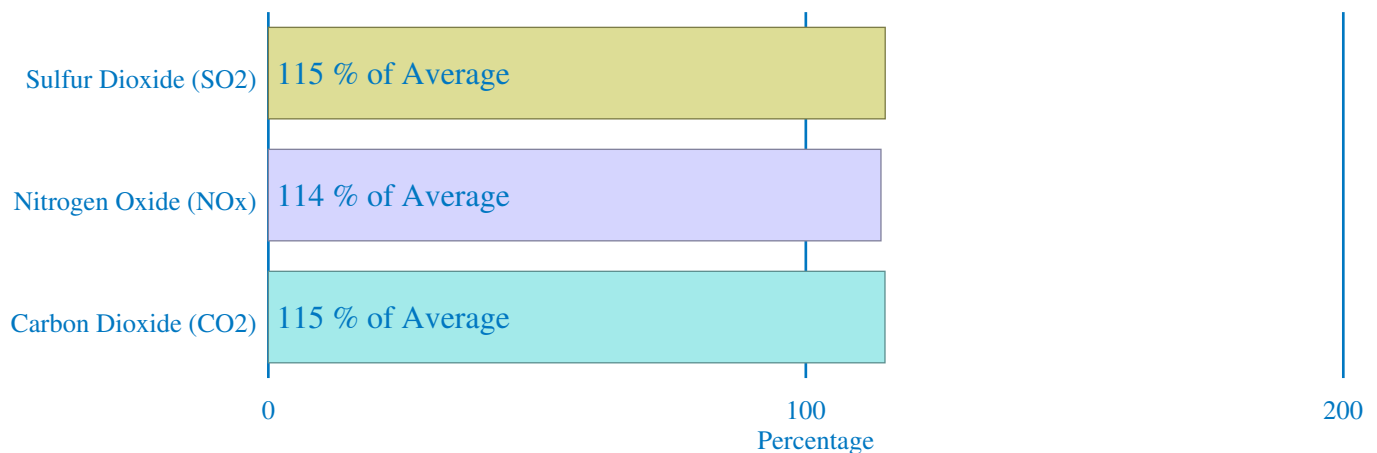 Sulfur Dioxide (SO2) 115 % of Average
Nitrogen Oxide (NOx) 114 % of Average
Carbon Dioxide (CO2) 115 % of Average
0 100 200
Percentage